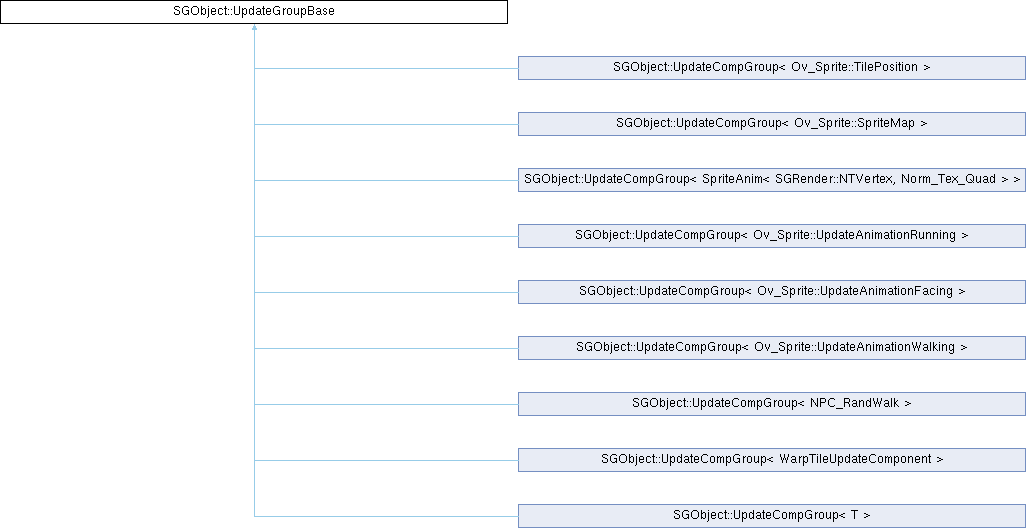 SGObject::UpdateGroupBase
SGObject::UpdateCompGroup< Ov_Sprite::TilePosition >
SGObject::UpdateCompGroup< Ov_Sprite::SpriteMap >
SGObject::UpdateCompGroup< SpriteAnim< SGRender::NTVertex, Norm_Tex_Quad > >
SGObject::UpdateCompGroup< Ov_Sprite::UpdateAnimationRunning >
SGObject::UpdateCompGroup< Ov_Sprite::UpdateAnimationFacing >
SGObject::UpdateCompGroup< Ov_Sprite::UpdateAnimationWalking >
SGObject::UpdateCompGroup< NPC_RandWalk >
SGObject::UpdateCompGroup< WarpTileUpdateComponent >
SGObject::UpdateCompGroup< T >